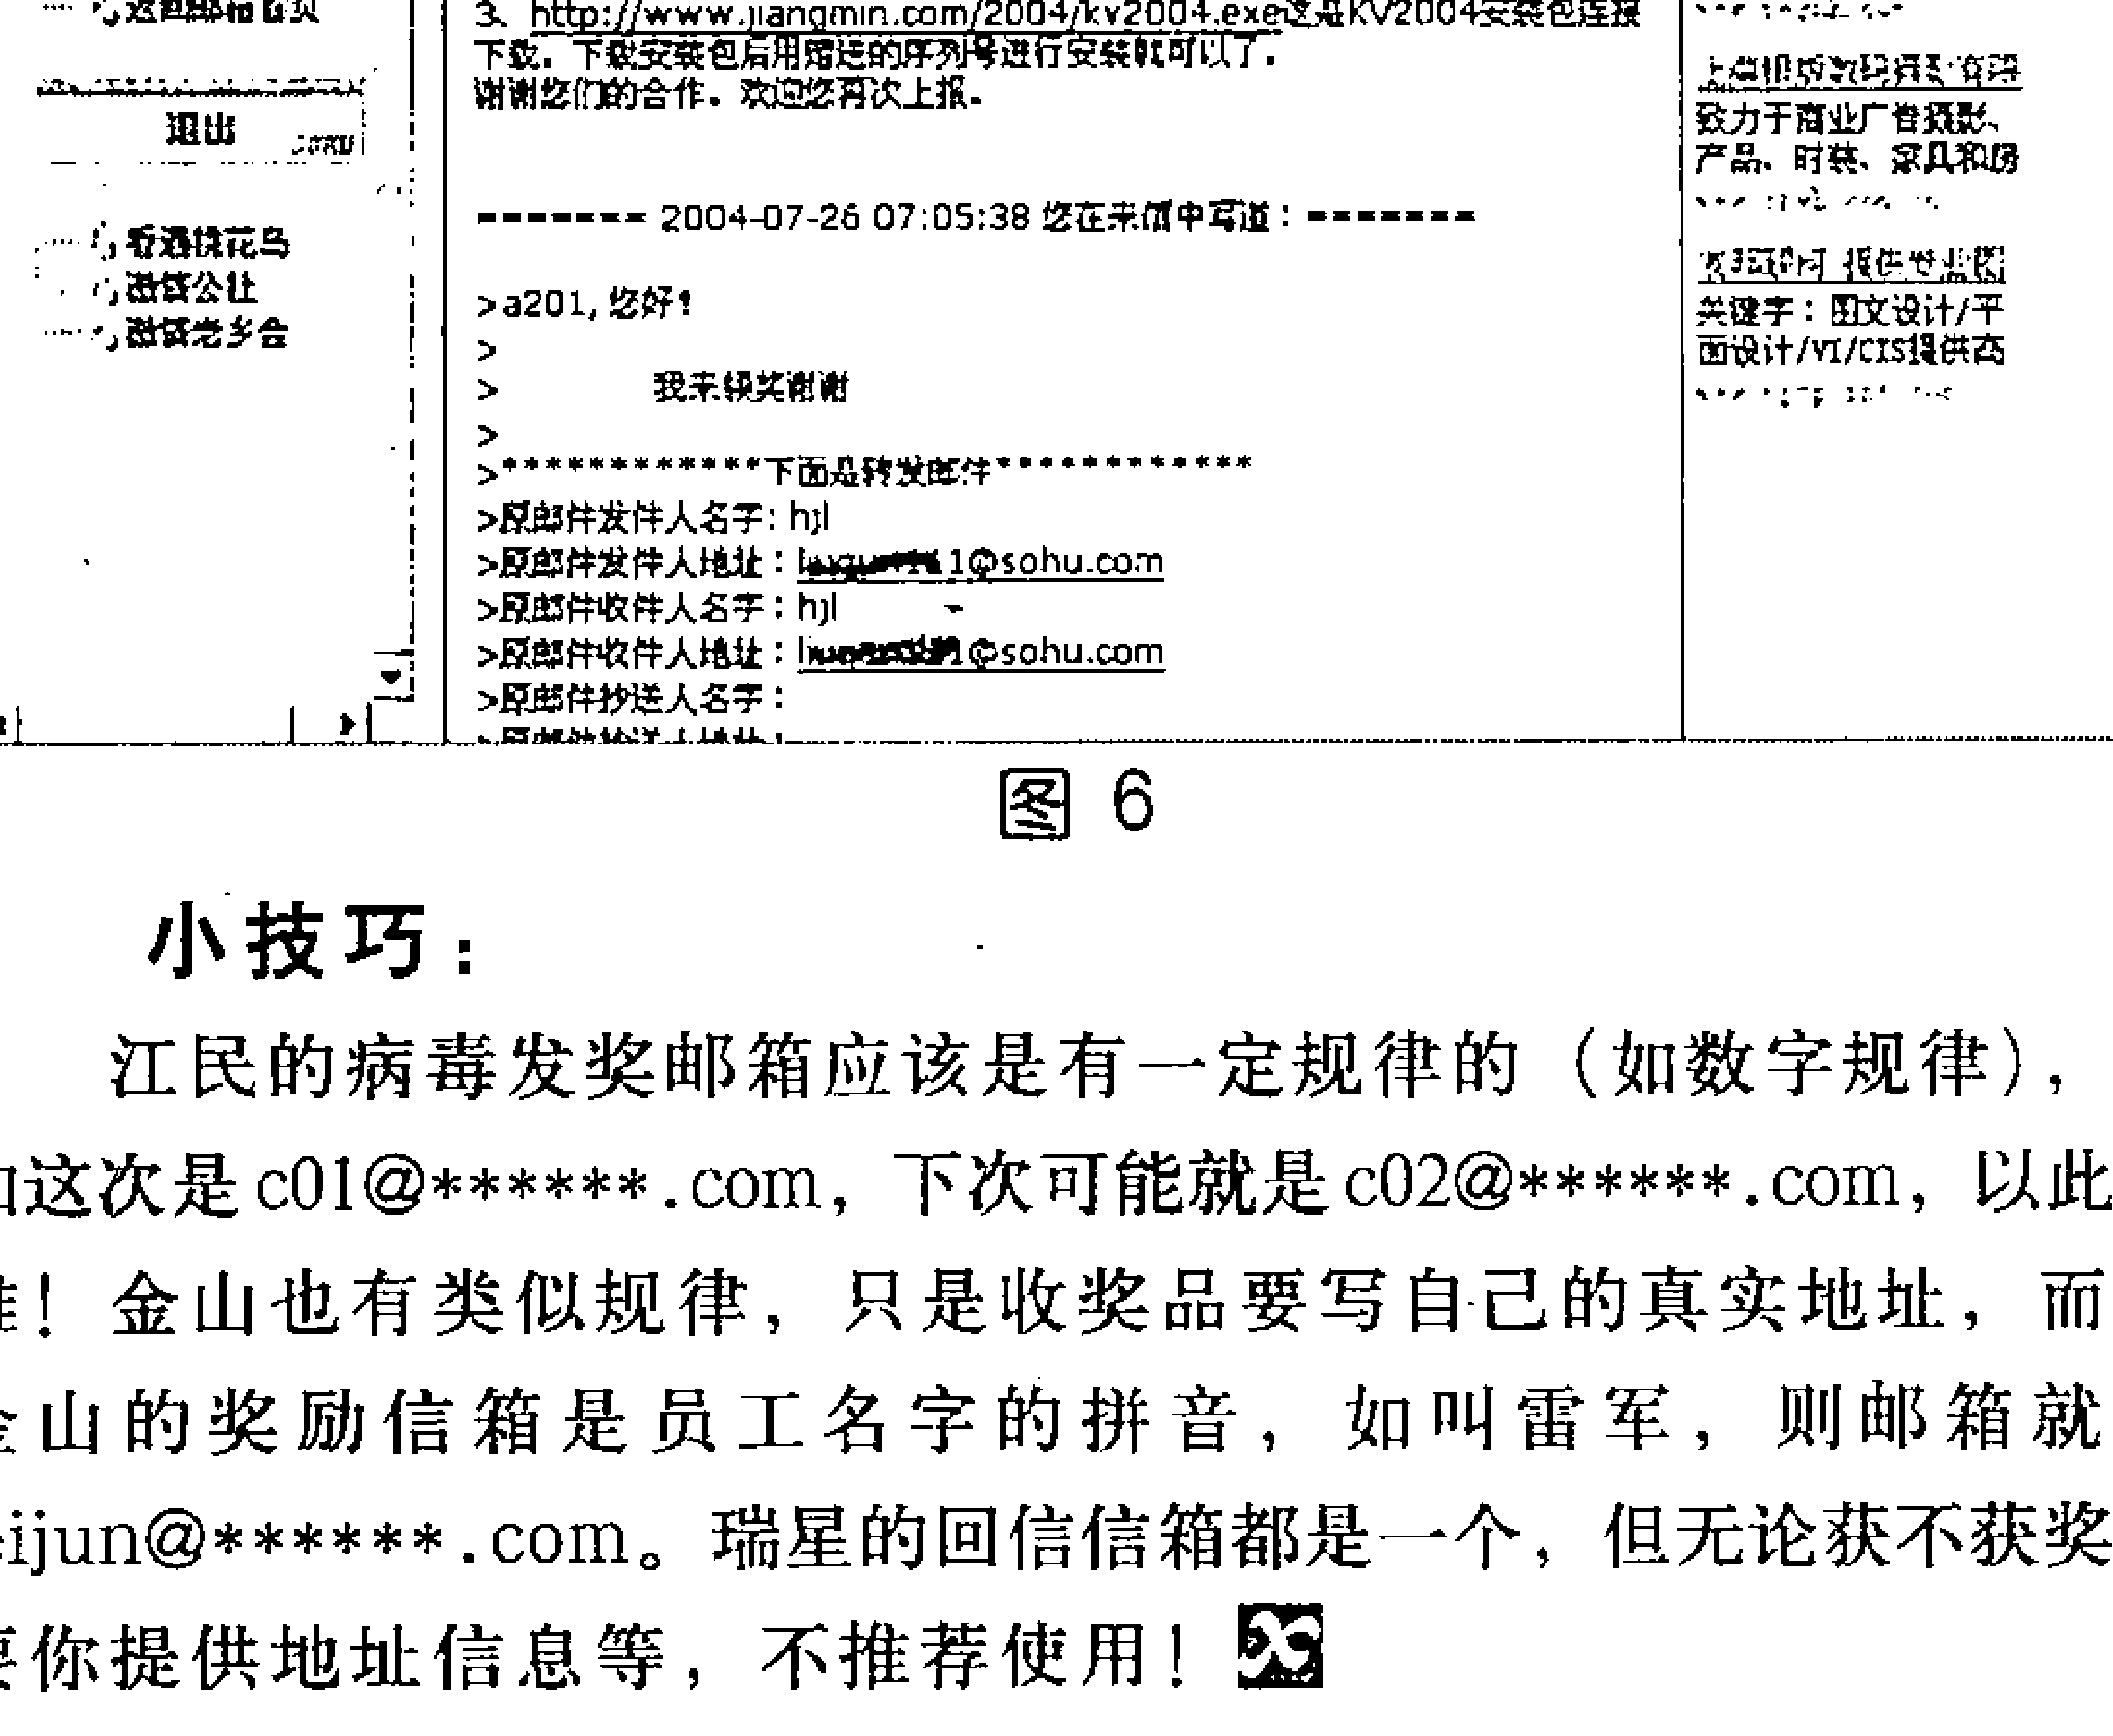 退出
3、http://www.jiangmin.com/2004/kv2004.exe这是KV2004安装包连接
下载。下载安装包后用赠送的序列号进行安装就可以了.
谢谢您们的合作。欢迎您再次上报。
------- 2004-07-26 07:05:38 您在来信中写道：-------
>a201, 您好!
>
> 我来领奖谢谢
>
>************下面是转发邮件************
>原邮件发件人名字: hjl
>原邮件发件人地址：1@sohu.com
>原邮件收件人名字：hjl
>原邮件收件人地址：1@sohu.com
>原邮件抄送人名字：
致力于商业广告摄影、
产品、时装、家具和房
关键字：图文设计/平
面设计/VI/CIS提供商
图 6
小技巧：
江民的病毒发奖邮箱应该是有一定规律的（如数字规律），
这次是c01@******.com，下次可能就是c02@******.com，以此
！金山也有类似规律，只是收奖品要写自己的真实地址，而
山的奖励信箱是员工名字的拼音，如叫雷军，则邮箱就
ijun@******.com。瑞星的回信信箱都是一个，但无论获不获奖
你提供地址信息等，不推荐使用！